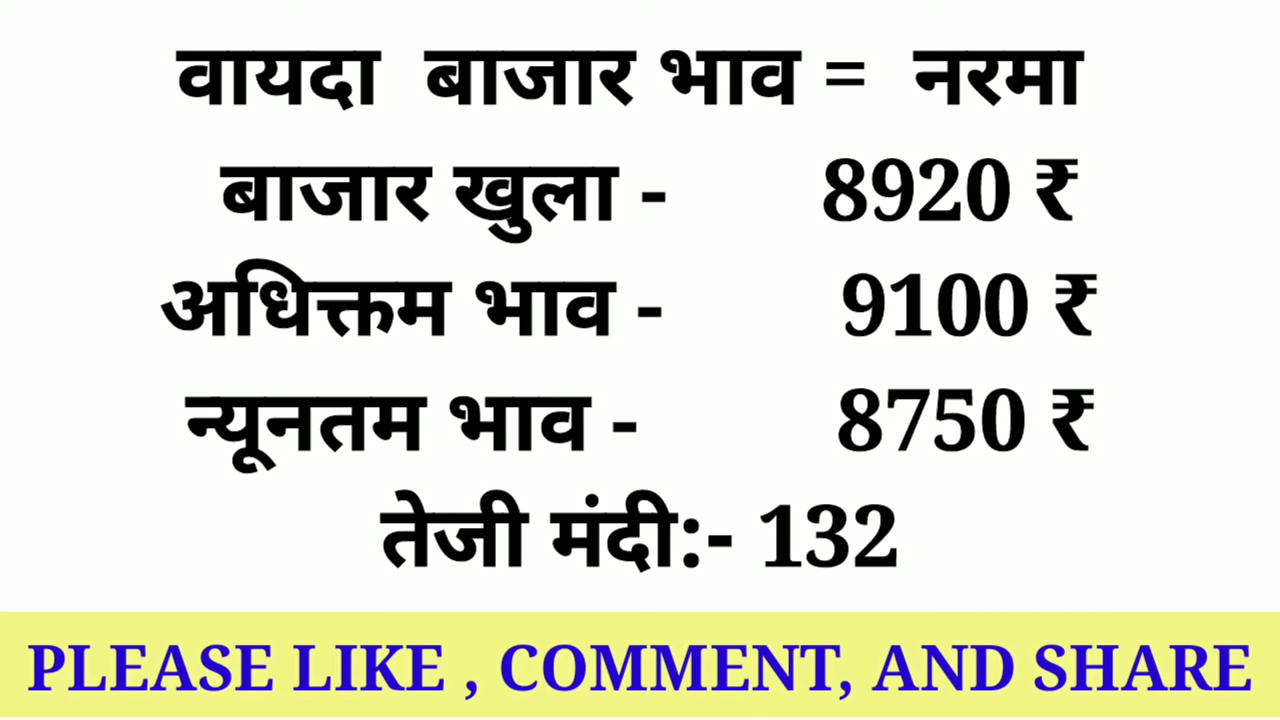 वायदा बाजार भाव = नरमा
बाजार खुला - 8920 ₹
अधिक्तम भाव - 9100 ₹
न्यूनतम भाव - 8750 ₹
तेजी मंदी:- 132
PLEASE LIKE , COMMENT, AND SHARE